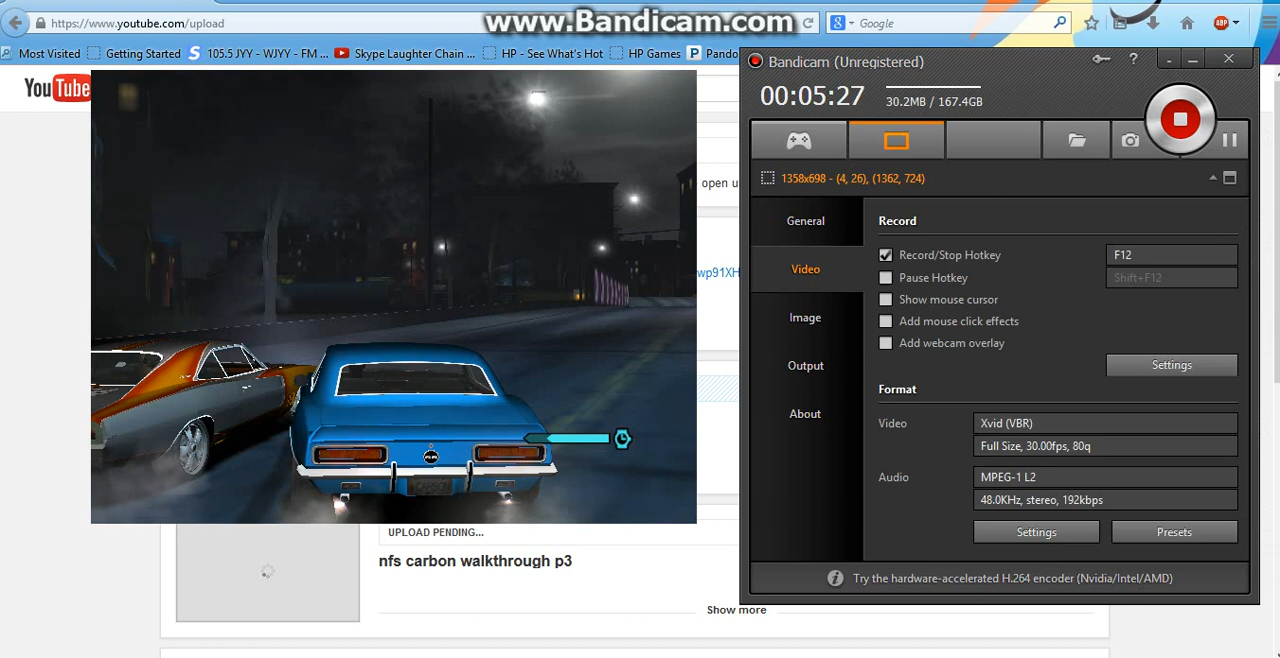 https://www.youtube.com/upload
www.Bandicam.com
Google
ABP
Most Visited
Getting Started
105.5 JYY - WJYY - FM ...
Skype Laughter Chain ...
HP - See What's Hot
HP Games
Pando
YouTube
open u
wp91XH
UPLOAD PENDING...
nfs carbon walkthrough p3
Show more
Bandicam (Unregistered)
00:05:27
30.2MB / 167.4GB
1358x698 - (4, 26), (1362, 724)
General
Video
Image
Output
About
Record
Record/Stop Hotkey
F12
Pause Hotkey
Shift+F12
Show mouse cursor
Add mouse click effects
Add webcam overlay
Settings
Format
Video
Xvid (VBR)
Full Size, 30.00fps, 80q
Audio
MPEG-1 L2
48.0KHz, stereo, 192kbps
Settings
Presets
Try the hardware-accelerated H.264 encoder (Nvidia/Intel/AMD)